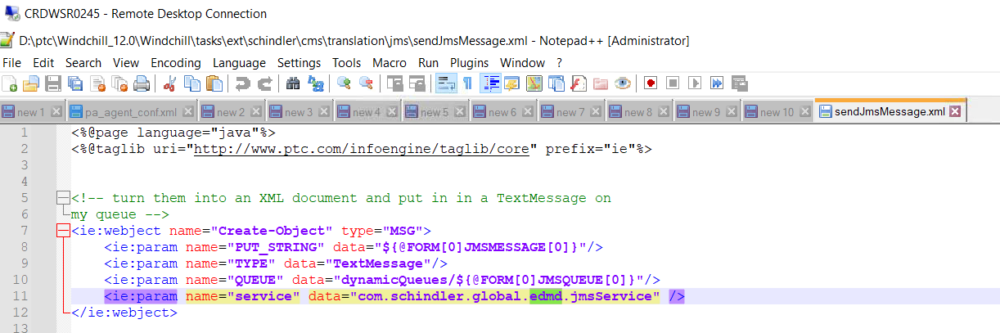 CRDWSR0245 - Remote Desktop Connection
D:\ptc\Windchill_12.0\Windchill\tasks\ext\schindler\cms\translation\jms\sendJmsMessage.xml - Notepad++ [Administrator]
File Edit Search View Encoding Language Settings Tools Macro Run Plugins Window ?
new 1 pa_agent_conf.xml new 2 new 3 new 4 new 5 new 6 new 7 new 8 new 9 new 10 sendJmsMessage.xml
1 <%@page language="java"%>
2 <%@taglib uri="http://www.ptc.com/infoengine/taglib/core" prefix="ie"%>
3
4
5 <!-- turn them into an XML document and put in in a TextMessage on
6 my queue -->
7 <ie:webject name="Create-Object" type="MSG">
8 <ie:param name="PUT_STRING" data="${@FORM[0]JMSMESSAGE[0]}"/>
9 <ie:param name="TYPE" data="TextMessage"/>
10 <ie:param name="QUEUE" data="dynamicQueues/${@FORM[0]JMSQUEUE[0]}"/>
11 <ie:param name="service" data="com.schindler.global.edmd.jmsService" />
12 </ie:webject>
13